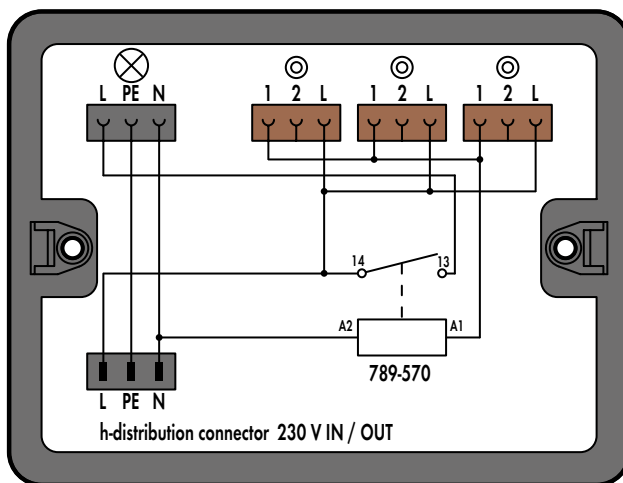 L PE N 1 2 L 1 2 L 1 2 L
14 13
A2 A1
789-570
L PE N
h-distribution connector 230 V IN / OUT